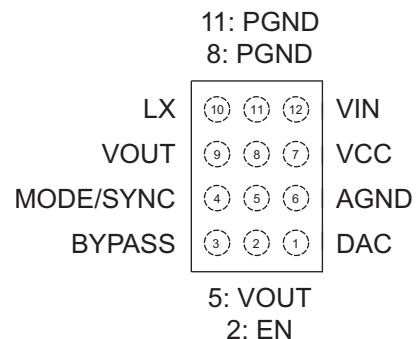 11: PGND
8: PGND
LX 10 11 12 VIN
VOUT 9 8 7 VCC
MODE/SYNC 4 5 6 AGND
BYPASS 3 2 1 DAC
5: VOUT
2: EN